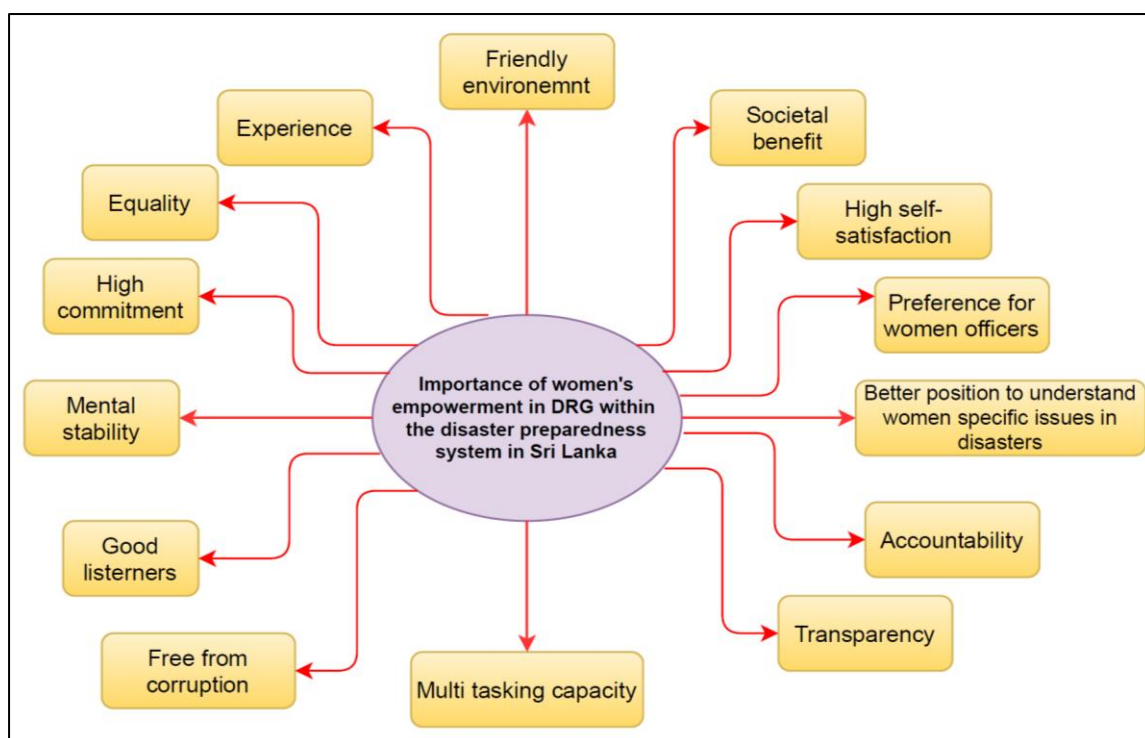 Friendly
environemnt
Experience
Societal
benefit
Equality
High self-
satisfaction
High
commitment
Preference for
women officers
Importance of women's
empowerment in DRG within
the disaster preparedness
system in Sri Lanka
Mental
stability
Better position to understand
women specific issues in
disasters
Good
listerners
Accountability
Free from
corruption
Multi tasking capacity
Transparency